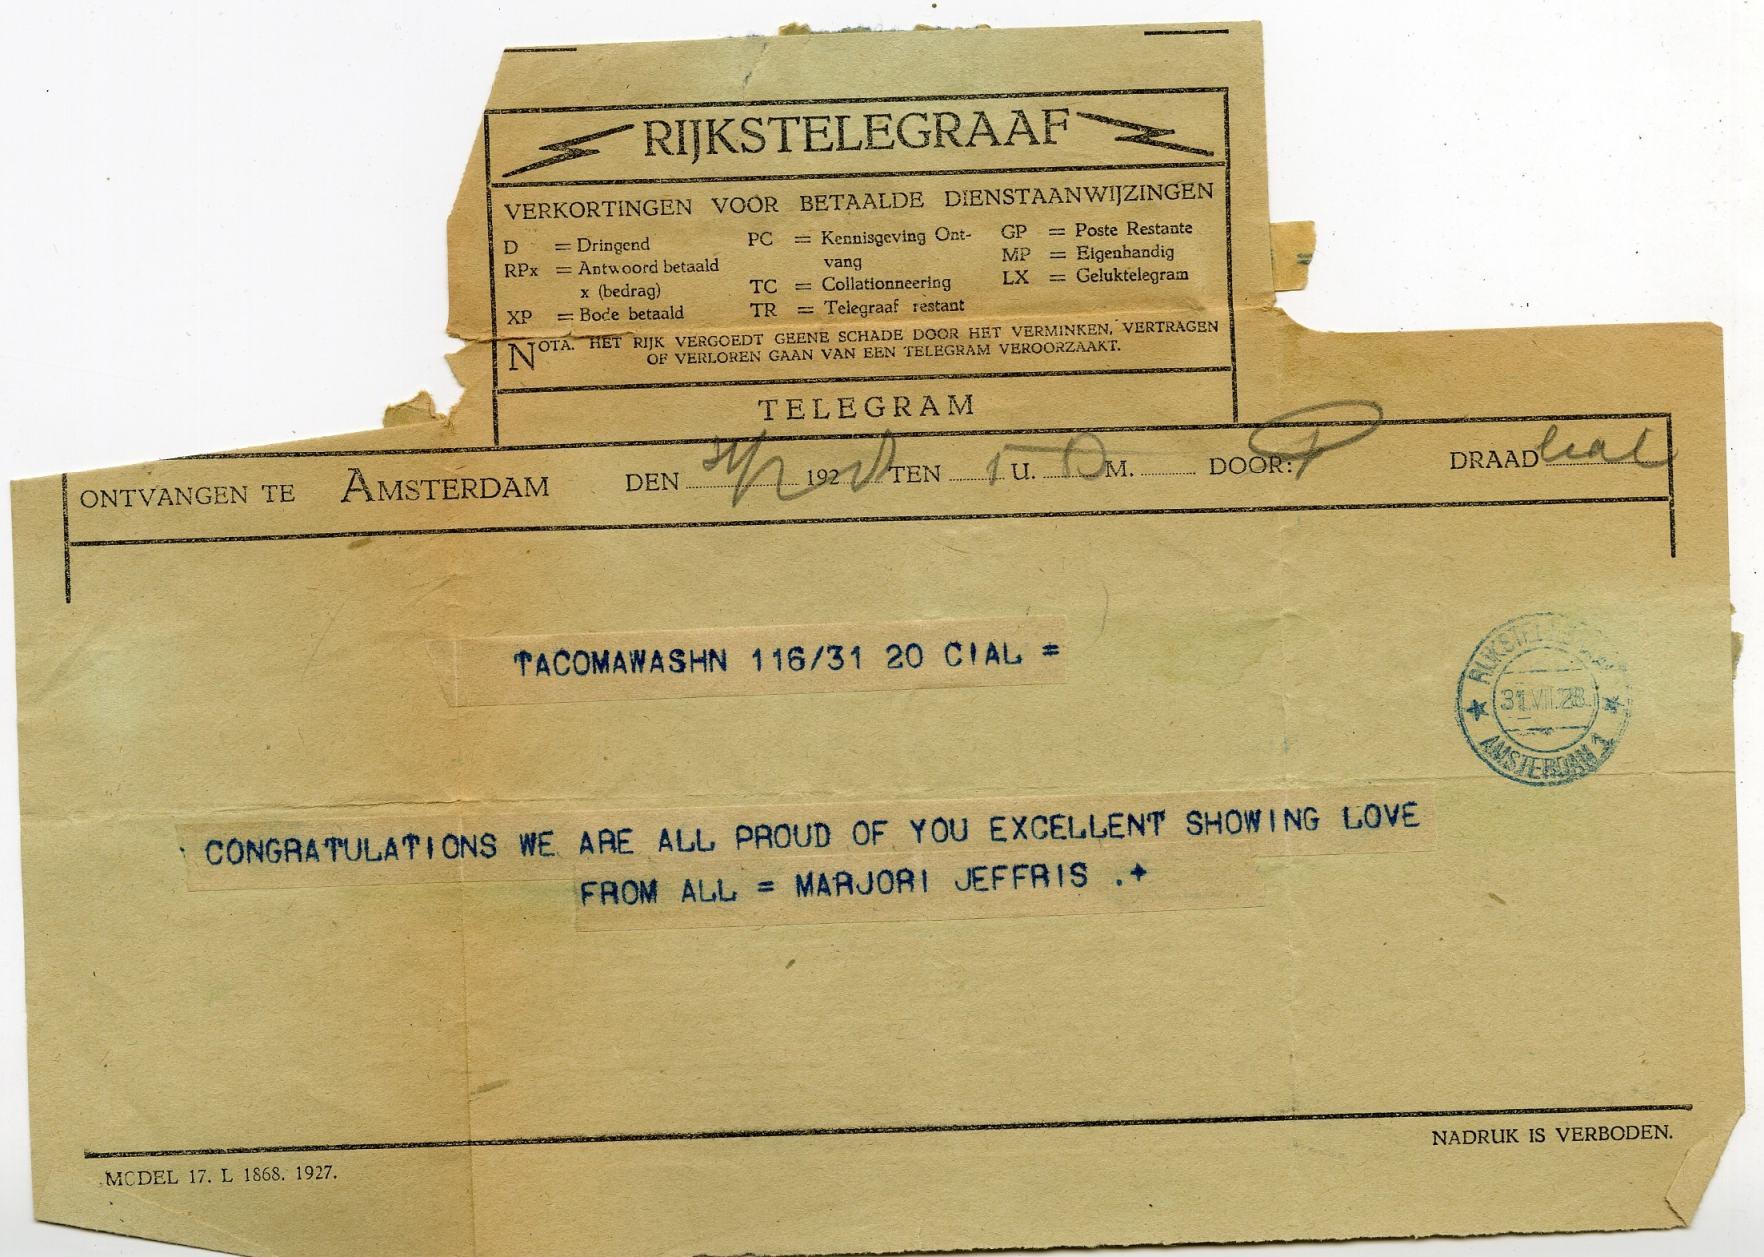 RIJKSTELEGRAAF
VERKORTINGEN VOOR BETAALDE DIENSTAANWIJZINGEN
D = Dringend
RPx = Antwoord betaald
x (bedrag)
XP = Bode betaald
PC = Kennisgeving Ont-
vang
TC = Collationneering
TR = Telegraaf restant
GP = Poste Restante
MP = Eigenhandig
LX = Geluktelegram
NOTA. HET RIJK VERGOEDT GEENE SCHADE DOOR HET VERMINKEN, VERTRAGEN
OF VERLOREN GAAN VAN EEN TELEGRAM VEROORZAAKT.
TELEGRAM
ONTVANGEN TE AMSTERDAM DEN 192 TEN U. M. DOOR: DRAAD
TACOMAWASHN 116/31 20 CIAL =
RIJKSTELEGRAAF
31.VII.28.
AMSTERDAM 1
CONGRATULATIONS WE ARE ALL PROUD OF YOU EXCELLENT SHOWING LOVE
FROM ALL = MARJORI JEFFRIS .+
NADRUK IS VERBODEN.
MODEL 17. L 1868. 1927.